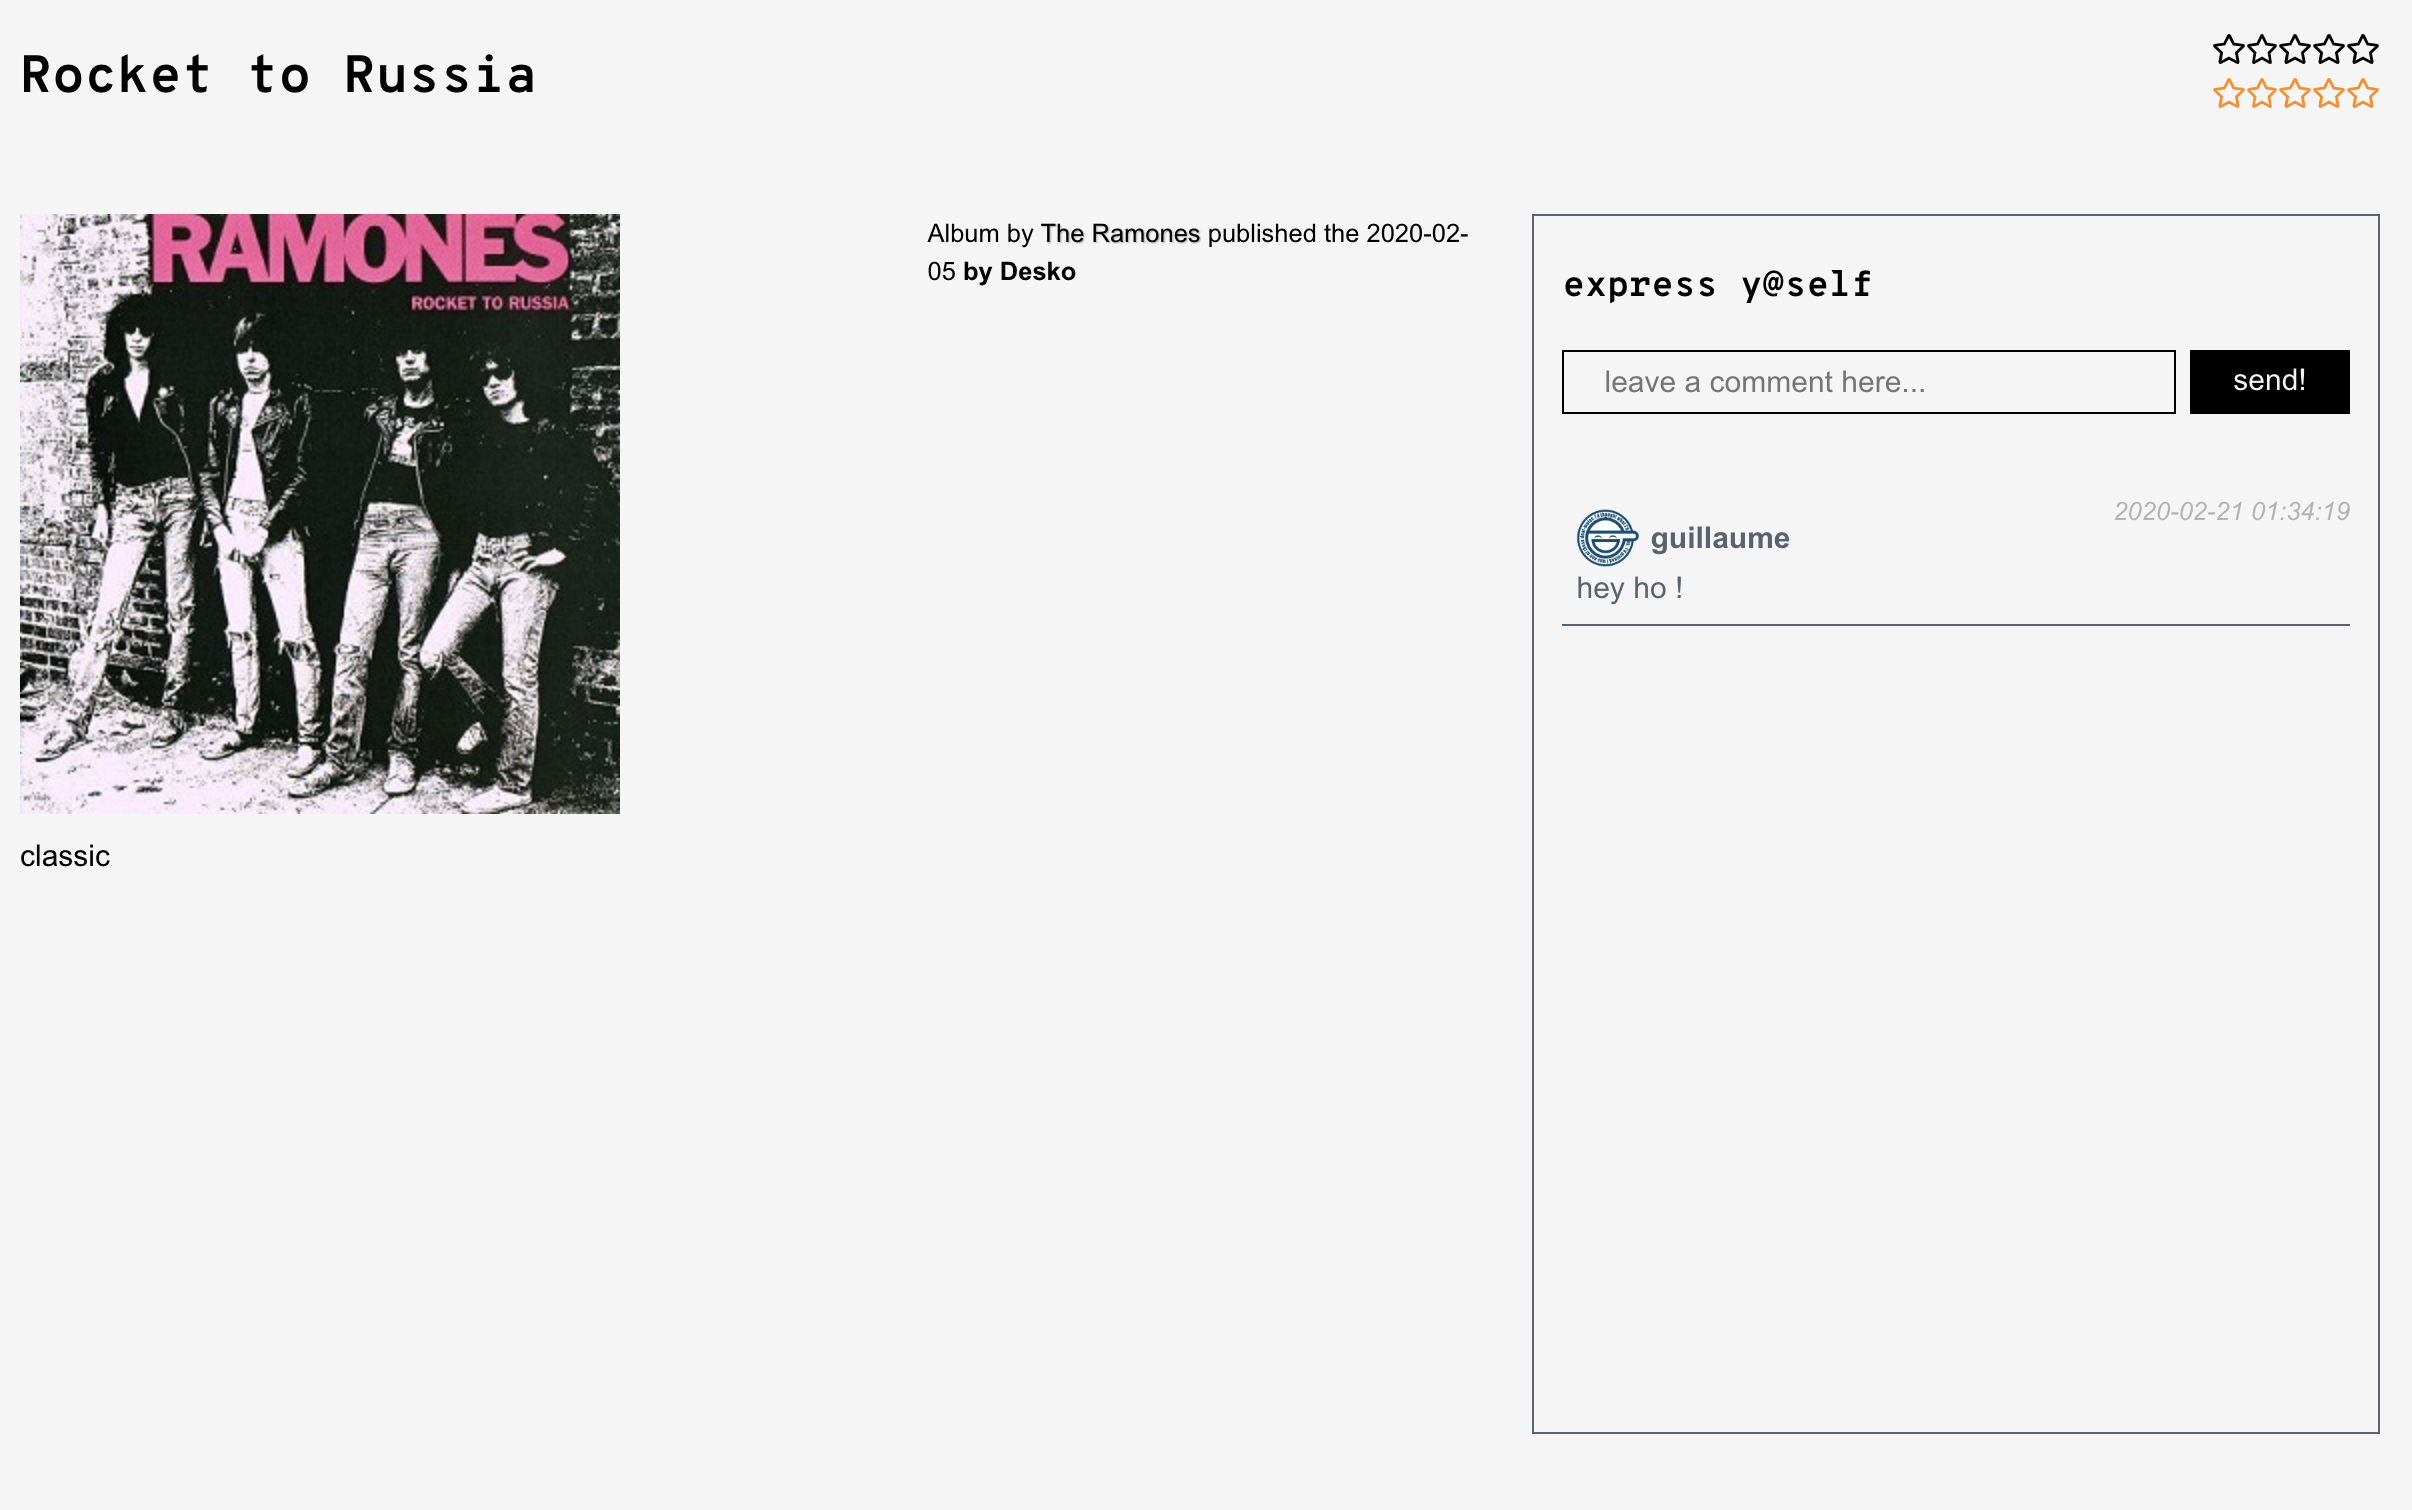 Rocket to Russia
RAMONES
ROCKET TO RUSSIA
classic
Album by The Ramones published the 2020-02-
05 by Desko
express y@self
leave a comment here...
send!
2020-02-21 01:34:19
guillaume
hey ho !